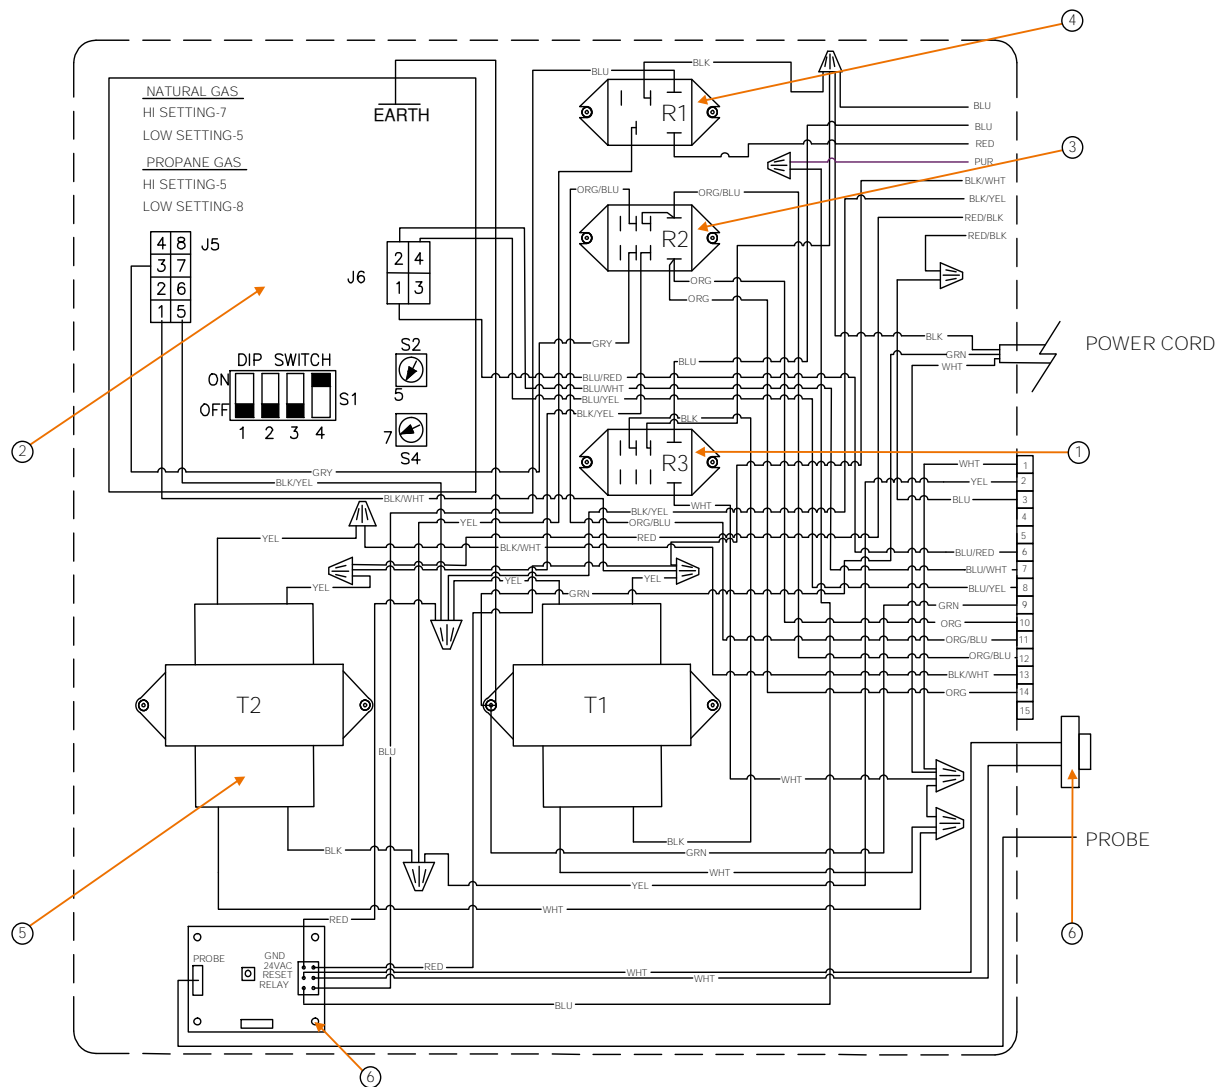 4
BLK
BLU
NATURAL GAS
HI SETTING-7
LOW SETTING-5
EARTH
R1
BLU
BLU
RED
3
PROPANE GAS
HI SETTING-5
LOW SETTING-8
PUR
BLK/WHT
ORG/BLU
ORG/BLU
BLK/YEL
RED/BLK
RED/BLK
R2
4 8
J5
3 7
2 6
1 5
2 4
J6
1 3
ORG
ORG
BLK
POWER CORD
GRY
S2
GRN
DIP SWITCH
BLU
WHT
ON
5
BLU/RED
BLU/WHT
S1
BLU/YEL
OFF
BLK/YEL
BLK
1 2 3 4
7
S4
2
1
R3
GRY
WHT
1
BLK/YEL
YEL
2
BLK/WHT
BLU
3
WHT
BLK/YEL
4
YEL
ORG/BLU
5
YEL
RED
BLK/WHT
BLU/RED
6
BLU/WHT
7
YEL
YEL
YEL
BLU/YEL
8
GRN
GRN
9
ORG
10
ORG/BLU
11
ORG/BLU
12
BLK/WHT
13
ORG
14
15
T2
T1
BLU
WHT
6
BLK
PROBE
BLK
GRN
WHT
YEL
WHT
RED
5
6
PROBE
GND
24VAC
RESET
RELAY
RED
WHT
WHT
BLU